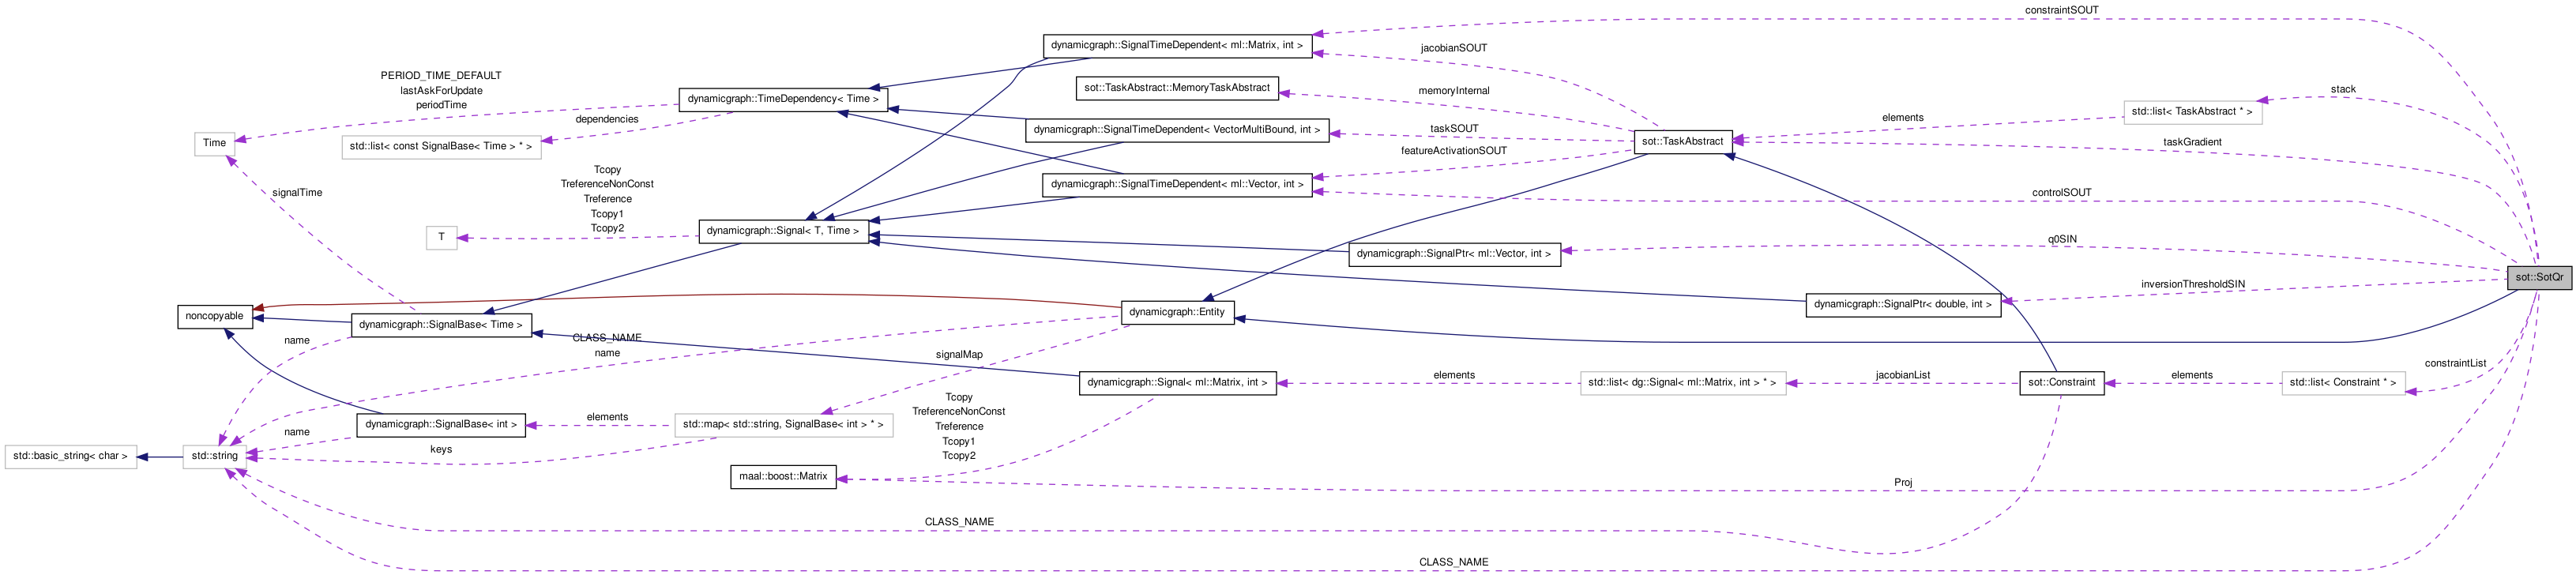 constraintSOUT
dynamicgraph::SignalTimeDependent< ml::Matrix, int >
jacobianSOUT
PERIOD_TIME_DEFAULT
lastAskForUpdate
periodTime
sot::TaskAbstract::MemoryTaskAbstract
memoryInternal
stack
dynamicgraph::TimeDependency< Time >
std::list< TaskAbstract * >
elements
dependencies
dynamicgraph::SignalTimeDependent< VectorMultiBound, int >
taskSOUT
Time
std::list< const SignalBase< Time > * >
sot::TaskAbstract
taskGradient
featureActivationSOUT
Tcopy
TreferenceNonConst
Treference
Tcopy1
Tcopy2
signalTime
dynamicgraph::SignalTimeDependent< ml::Vector, int >
controlSOUT
T
dynamicgraph::Signal< T, Time >
q0SIN
dynamicgraph::SignalPtr< ml::Vector, int >
sot::SotQr
inversionThresholdSIN
dynamicgraph::SignalPtr< double, int >
noncopyable
dynamicgraph::Entity
dynamicgraph::SignalBase< Time >
name
CLASS_NAME
name
signalMap
constraintList
dynamicgraph::Signal< ml::Matrix, int >
elements
std::list< dg::Signal< ml::Matrix, int > * >
jacobianList
sot::Constraint
elements
std::list< Constraint * >
Tcopy
TreferenceNonConst
Treference
Tcopy1
Tcopy2
dynamicgraph::SignalBase< int >
elements
std::map< std::string, SignalBase< int > * >
name
keys
std::basic_string< char >
std::string
maal::boost::Matrix
Proj
CLASS_NAME
CLASS_NAME